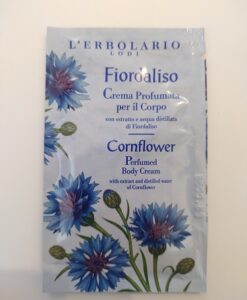 L'ERBOLARIO
LODI
Fiordaliso
Crema Profumata
per il Corpo
con estratto e acqua distillata
di Fiordaliso
Cornflower
Perfumed
Body Cream
with extract and distilled water
of Cornflower